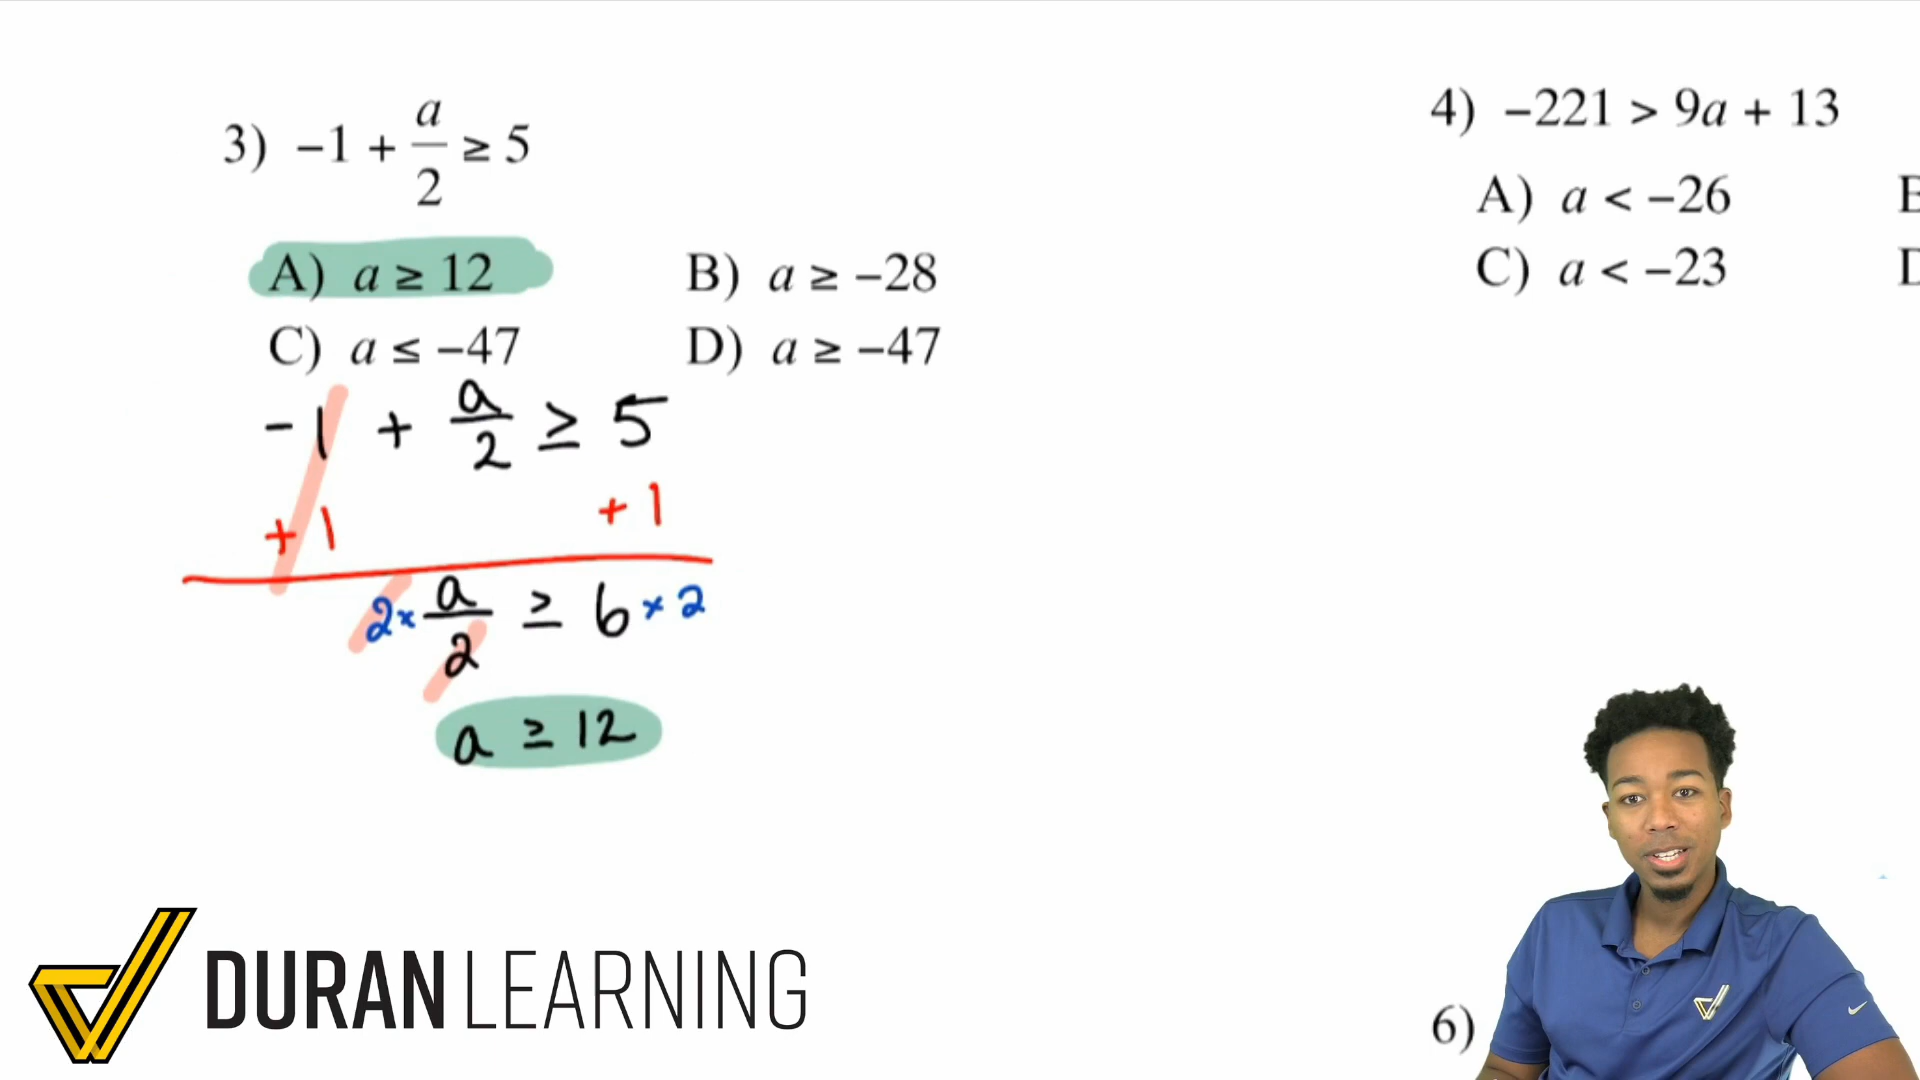 3) −1 + a/2 ≥ 5
A) a ≥ 12
B) a ≥ −28
C) a ≤ −47
D) a ≥ −47
-1 + a/2 ≥ 5
+1 +1
2× a/2 ≥ 6 ×2
a ≥ 12
4) −221 > 9a + 13
A) a < −26
C) a < −23
6)
DURAN LEARNING